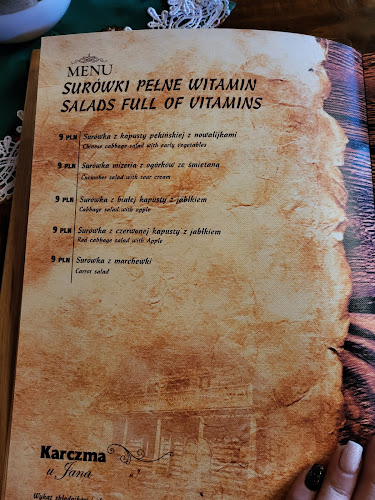 MENU
SURÓWKI PEŁNE WITAMIN
SALADS FULL OF VITAMINS
9 PLN Surówka z kapusty pekińskiej z nowalijkami
Chinese cabbage salad with early vegetables
9 PLN Surówka mizeria z ogórków ze śmietaną
Cucumber salad with sour cream
9 PLN Surówka z białej kapusty z jabłkiem
Cabbage salad with apple
9 PLN Surówka z czerwonej kapusty z jabłkiem
Red cabbage salad with Apple
9 PLN Surówka z marchewki
Carrot salad
Karczma
u Jana
Wykaz